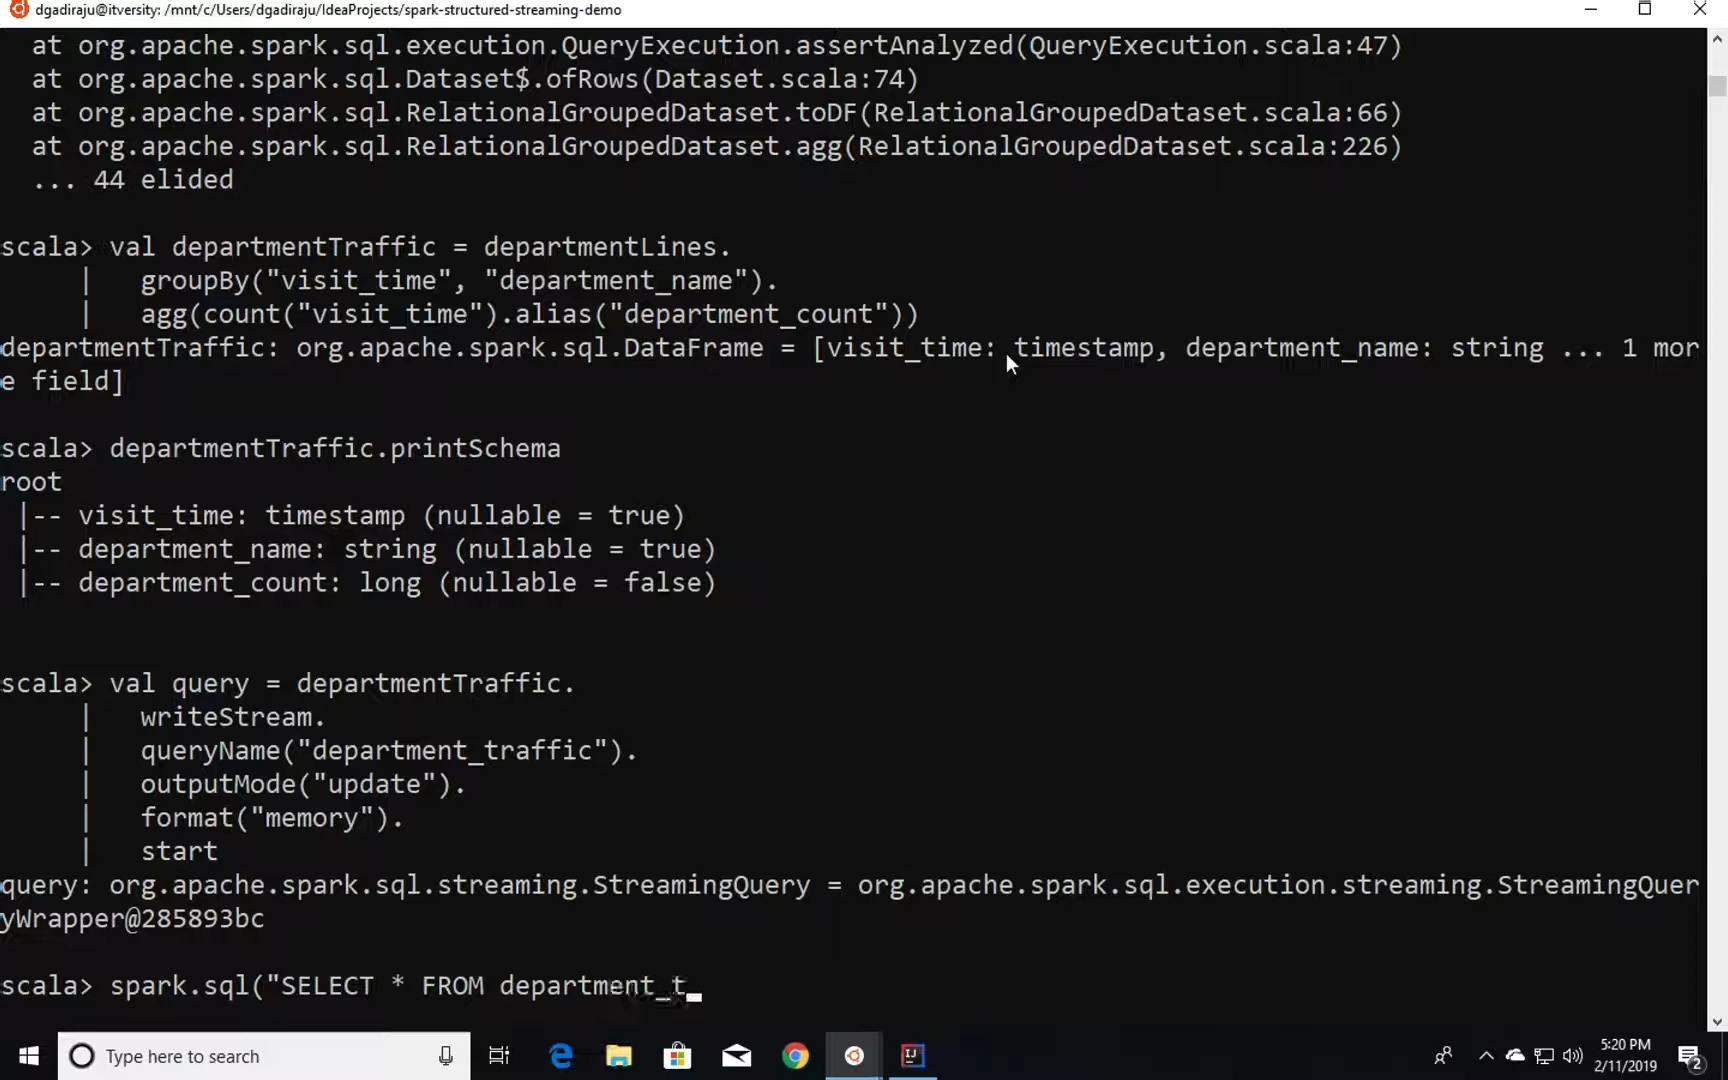 dgadiraju@itversity: /mnt/c/Users/dgadiraju/IdeaProjects/spark-structured-streaming-demo
at org.apache.spark.sql.execution.QueryExecution.assertAnalyzed(QueryExecution.scala:47)
at org.apache.spark.sql.Dataset$.ofRows(Dataset.scala:74)
at org.apache.spark.sql.RelationalGroupedDataset.toDF(RelationalGroupedDataset.scala:66)
at org.apache.spark.sql.RelationalGroupedDataset.agg(RelationalGroupedDataset.scala:226)
... 44 elided
scala> val departmentTraffic = departmentLines.
| groupBy("visit_time", "department_name").
| agg(count("visit_time").alias("department_count"))
departmentTraffic: org.apache.spark.sql.DataFrame = [visit_time: timestamp, department_name: string ... 1 mor
e field]
scala> departmentTraffic.printSchema
root
|-- visit_time: timestamp (nullable = true)
|-- department_name: string (nullable = true)
|-- department_count: long (nullable = false)
scala> val query = departmentTraffic.
| writeStream.
| queryName("department_traffic").
| outputMode("update").
| format("memory").
| start
query: org.apache.spark.sql.streaming.StreamingQuery = org.apache.spark.sql.execution.streaming.StreamingQuer
yWrapper@285893bc
scala> spark.sql("SELECT * FROM department_t
Type here to search
5:20 PM
2/11/2019
2